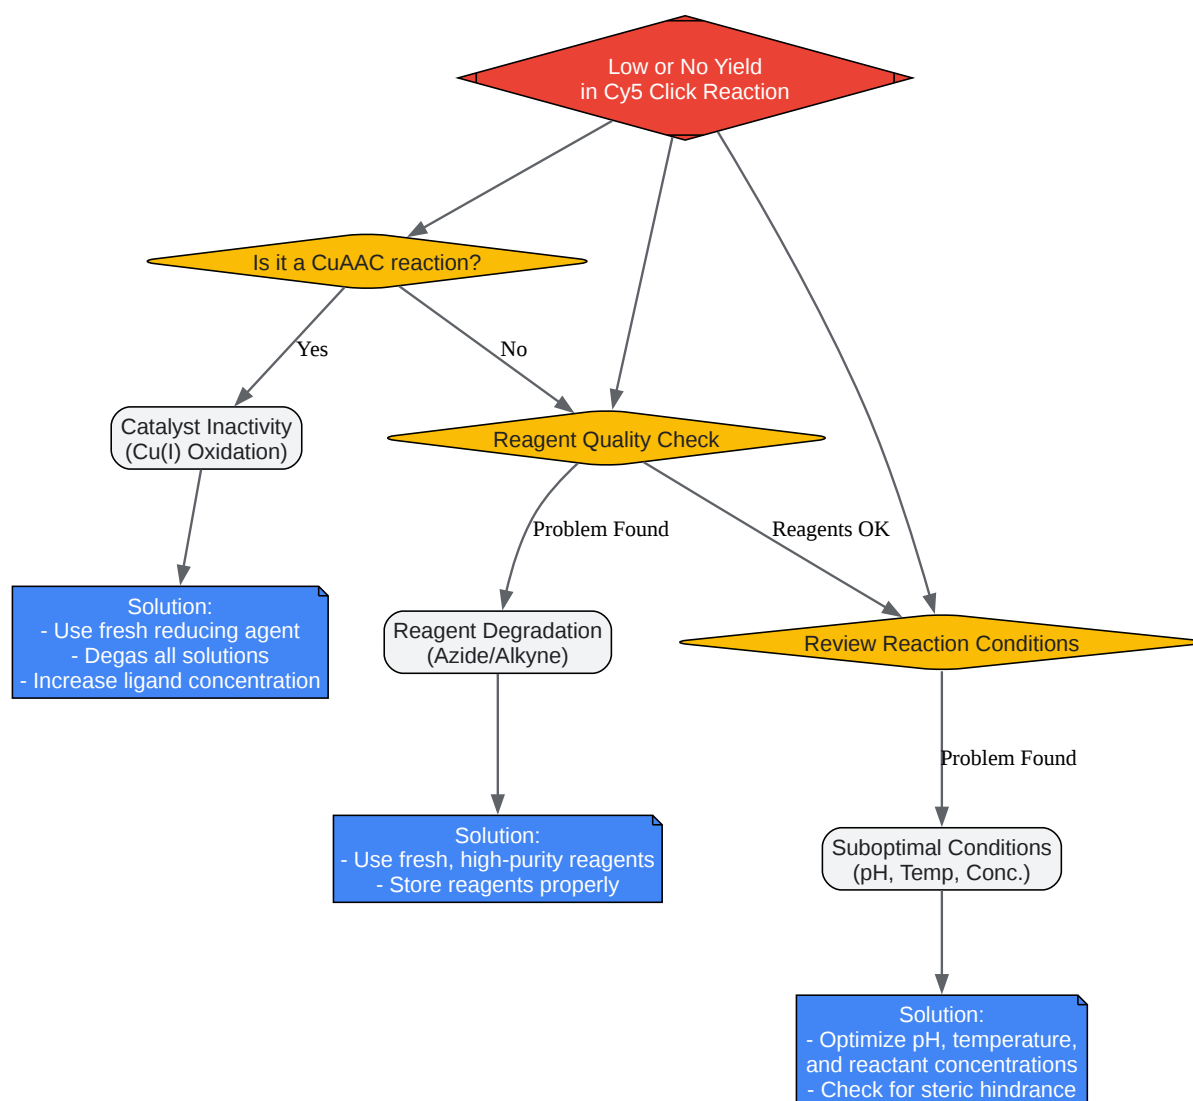 Low or No Yield
in Cy5 Click Reaction
Is it a CuAAC reaction?
Yes
No
Catalyst Inactivity
(Cu(I) Oxidation)
Reagent Quality Check
Problem Found
Reagents OK
Solution:
- Use fresh reducing agent
- Degas all solutions
- Increase ligand concentration
Reagent Degradation
(Azide/Alkyne)
Review Reaction Conditions
Problem Found
Solution:
- Use fresh, high-purity reagents
- Store reagents properly
Suboptimal Conditions
(pH, Temp, Conc.)
Solution:
- Optimize pH, temperature,
and reactant concentrations
- Check for steric hindrance